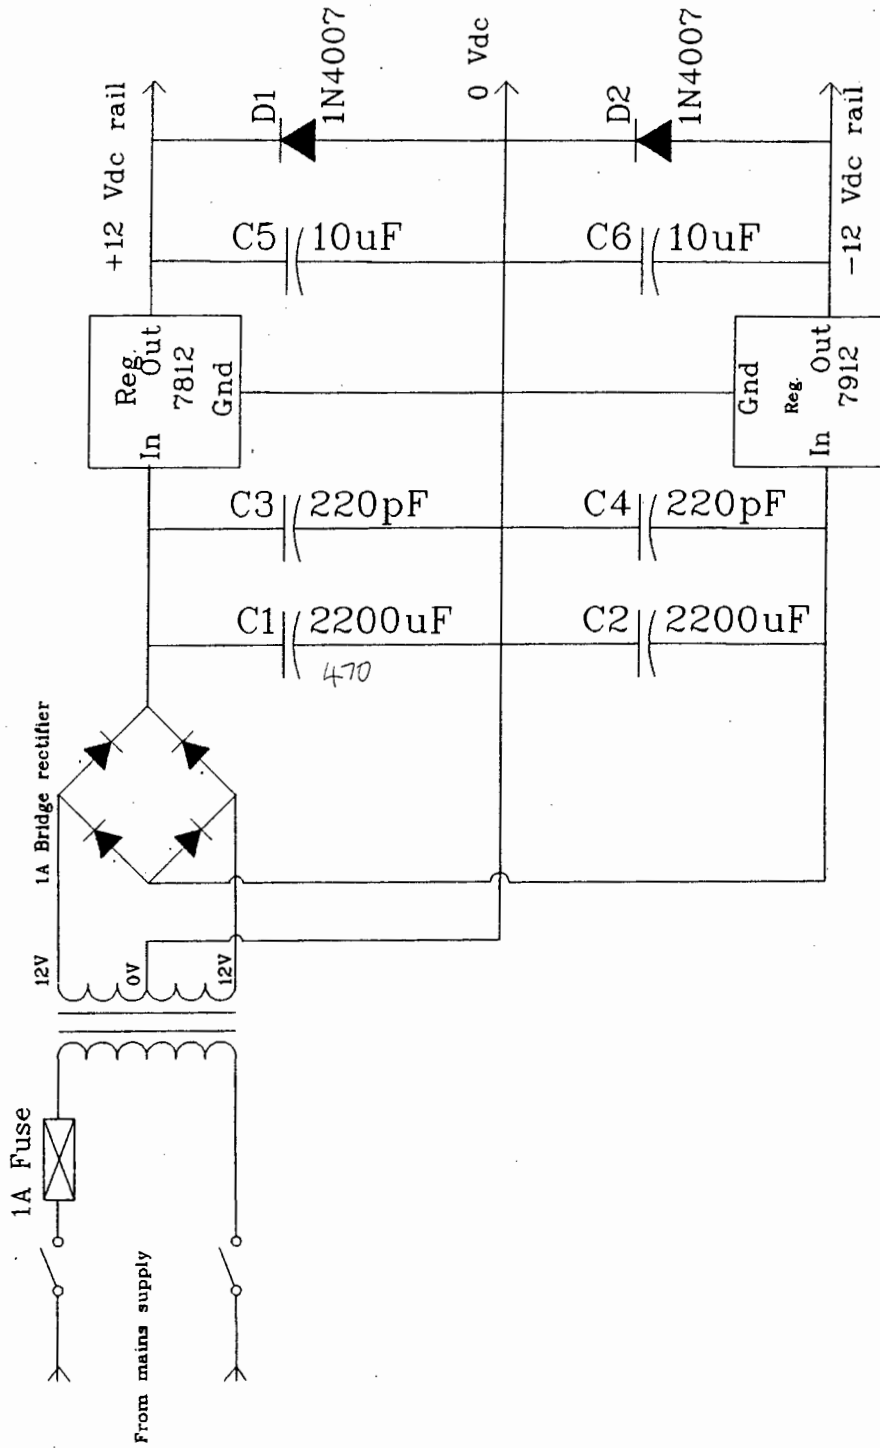 From mains supply
1A Fuse
12V
0V
12V
1A Bridge rectifier
C1
2200uF
470
C2
2200uF
C3
220pF
C4
220pF
Reg.
In Out
7812
Gnd
Gnd
Reg.
In Out
7912
C5
10uF
C6
10uF
+12 Vdc rail
D1
1N4007
0 Vdc
D2
1N4007
-12 Vdc rail